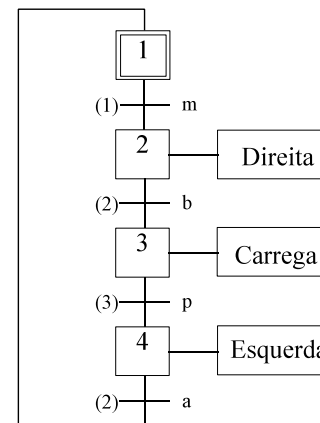 1
(1) m
2 Direita
(2) b
3 Carrega
(3) p
4 Esquerda
(2) a